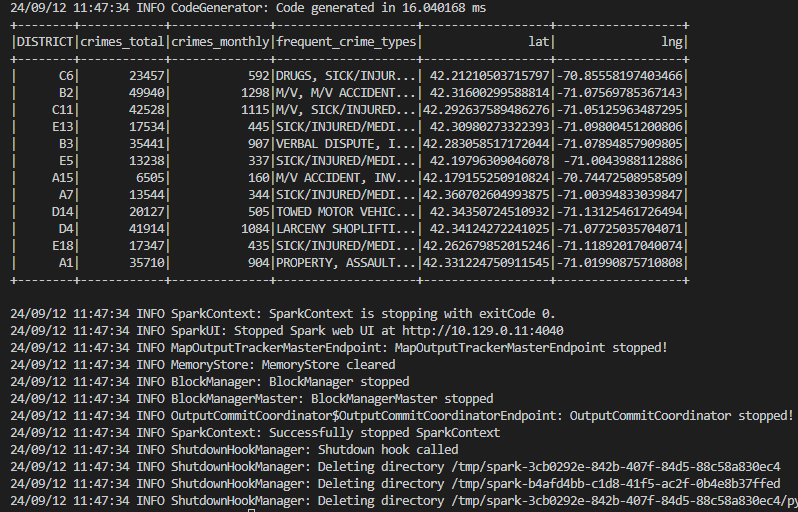 24/09/12 11:47:34 INFO CodeGenerator: Code generated in 16.040168 ms
+--------+------------+--------------+--------------------+------------------+------------------+
|DISTRICT|crimes_total|crimes_monthly|frequent_crime_types|               lat|               lng|
+--------+------------+--------------+--------------------+------------------+------------------+
|      C6|       23457|           592|DRUGS, SICK/INJUR...| 42.21210503715797|-70.85558197403466|
|      B2|       49940|          1298|M/V, M/V ACCIDENT...| 42.31600299588814|-71.07569785367143|
|     C11|       42528|          1115|M/V, SICK/INJURED...|42.292637589486276|-71.05125963487295|
|     E13|       17534|           445|SICK/INJURED/MEDI...| 42.30980273322393|-71.09800451200806|
|      B3|       35441|           907|VERBAL DISPUTE, I...|42.283058517172044|-71.07894857909805|
|      E5|       13238|           337|SICK/INJURED/MEDI...| 42.19796309046078| -71.0043988112886|
|     A15|        6505|           160|M/V ACCIDENT, INV...|42.179155250910824|-70.74472508958509|
|      A7|       13544|           344|SICK/INJURED/MEDI...|42.360702604993875|-71.00394833039847|
|     D14|       20127|           505|TOWED MOTOR VEHIC...| 42.34350724510932|-71.13125461726494|
|      D4|       41914|          1084|LARCENY SHOPLIFTI...| 42.34124272241025|-71.07725035704071|
|     E18|       17347|           435|SICK/INJURED/MEDI...|42.262679852015246|-71.11892017040074|
|      A1|       35710|           904|PROPERTY, ASSAULT...|42.331224750911545|-71.01990875710808|
+--------+------------+--------------+--------------------+------------------+------------------+
24/09/12 11:47:34 INFO SparkContext: SparkContext is stopping with exitCode 0.
24/09/12 11:47:34 INFO SparkUI: Stopped Spark web UI at http://10.129.0.11:4040
24/09/12 11:47:34 INFO MapOutputTrackerMasterEndpoint: MapOutputTrackerMasterEndpoint stopped!
24/09/12 11:47:34 INFO MemoryStore: MemoryStore cleared
24/09/12 11:47:34 INFO BlockManager: BlockManager stopped
24/09/12 11:47:34 INFO BlockManagerMaster: BlockManagerMaster stopped
24/09/12 11:47:34 INFO OutputCommitCoordinator$OutputCommitCoordinatorEndpoint: OutputCommitCoordinator stopped!
24/09/12 11:47:34 INFO SparkContext: Successfully stopped SparkContext
24/09/12 11:47:34 INFO ShutdownHookManager: Shutdown hook called
24/09/12 11:47:34 INFO ShutdownHookManager: Deleting directory /tmp/spark-3cb0292e-842b-407f-84d5-88c58a830ec4
24/09/12 11:47:34 INFO ShutdownHookManager: Deleting directory /tmp/spark-b4afd4bb-c1d8-41f5-ac2f-0b4e8b37ffed
24/09/12 11:47:34 INFO ShutdownHookManager: Deleting directory /tmp/spark-3cb0292e-842b-407f-84d5-88c58a830ec4/py